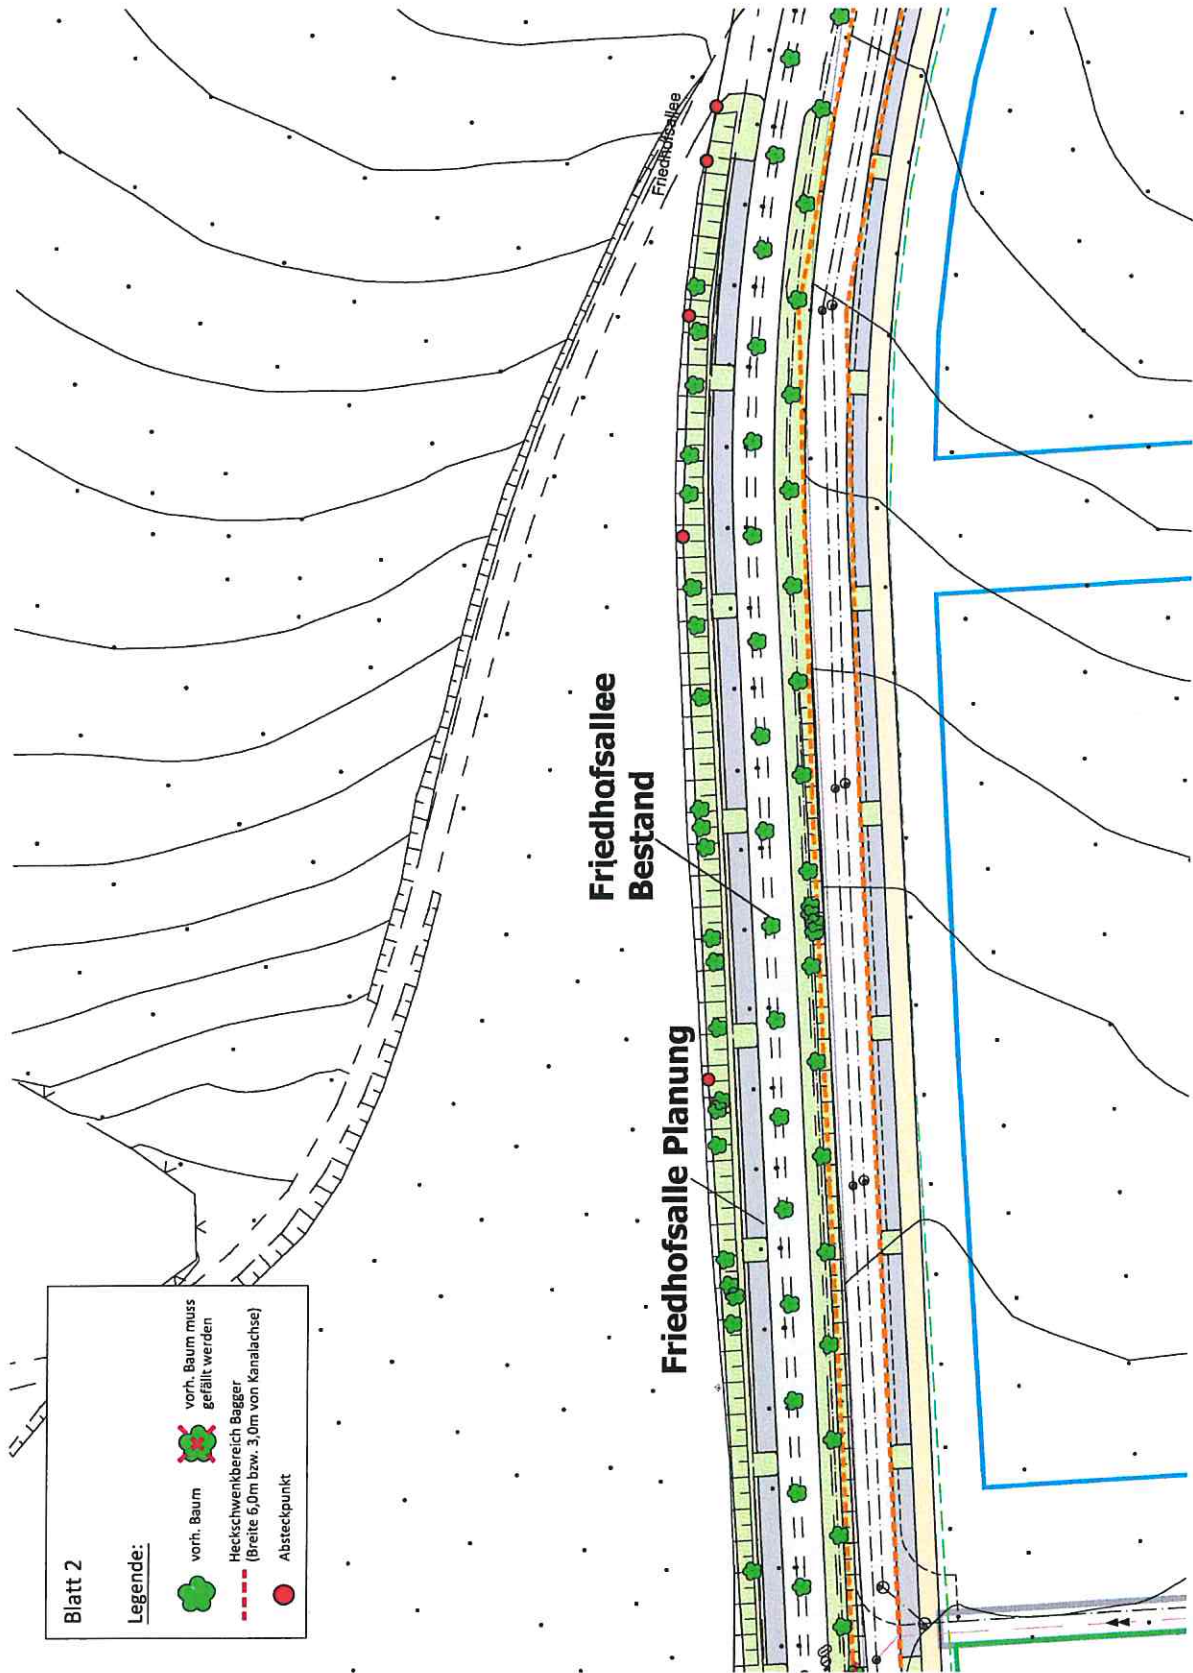 Blatt 2
Legende:
vorh. Baum
vorh. Baum muss
gefällt werden
Heckschwenkbereich Bagger
(Breite 6,0m bzw. 3,0m von Kanalachse)
Absteckpunkt
Friedhofsalle Planung
Friedhofsallee
Bestand
Friedhofsallee